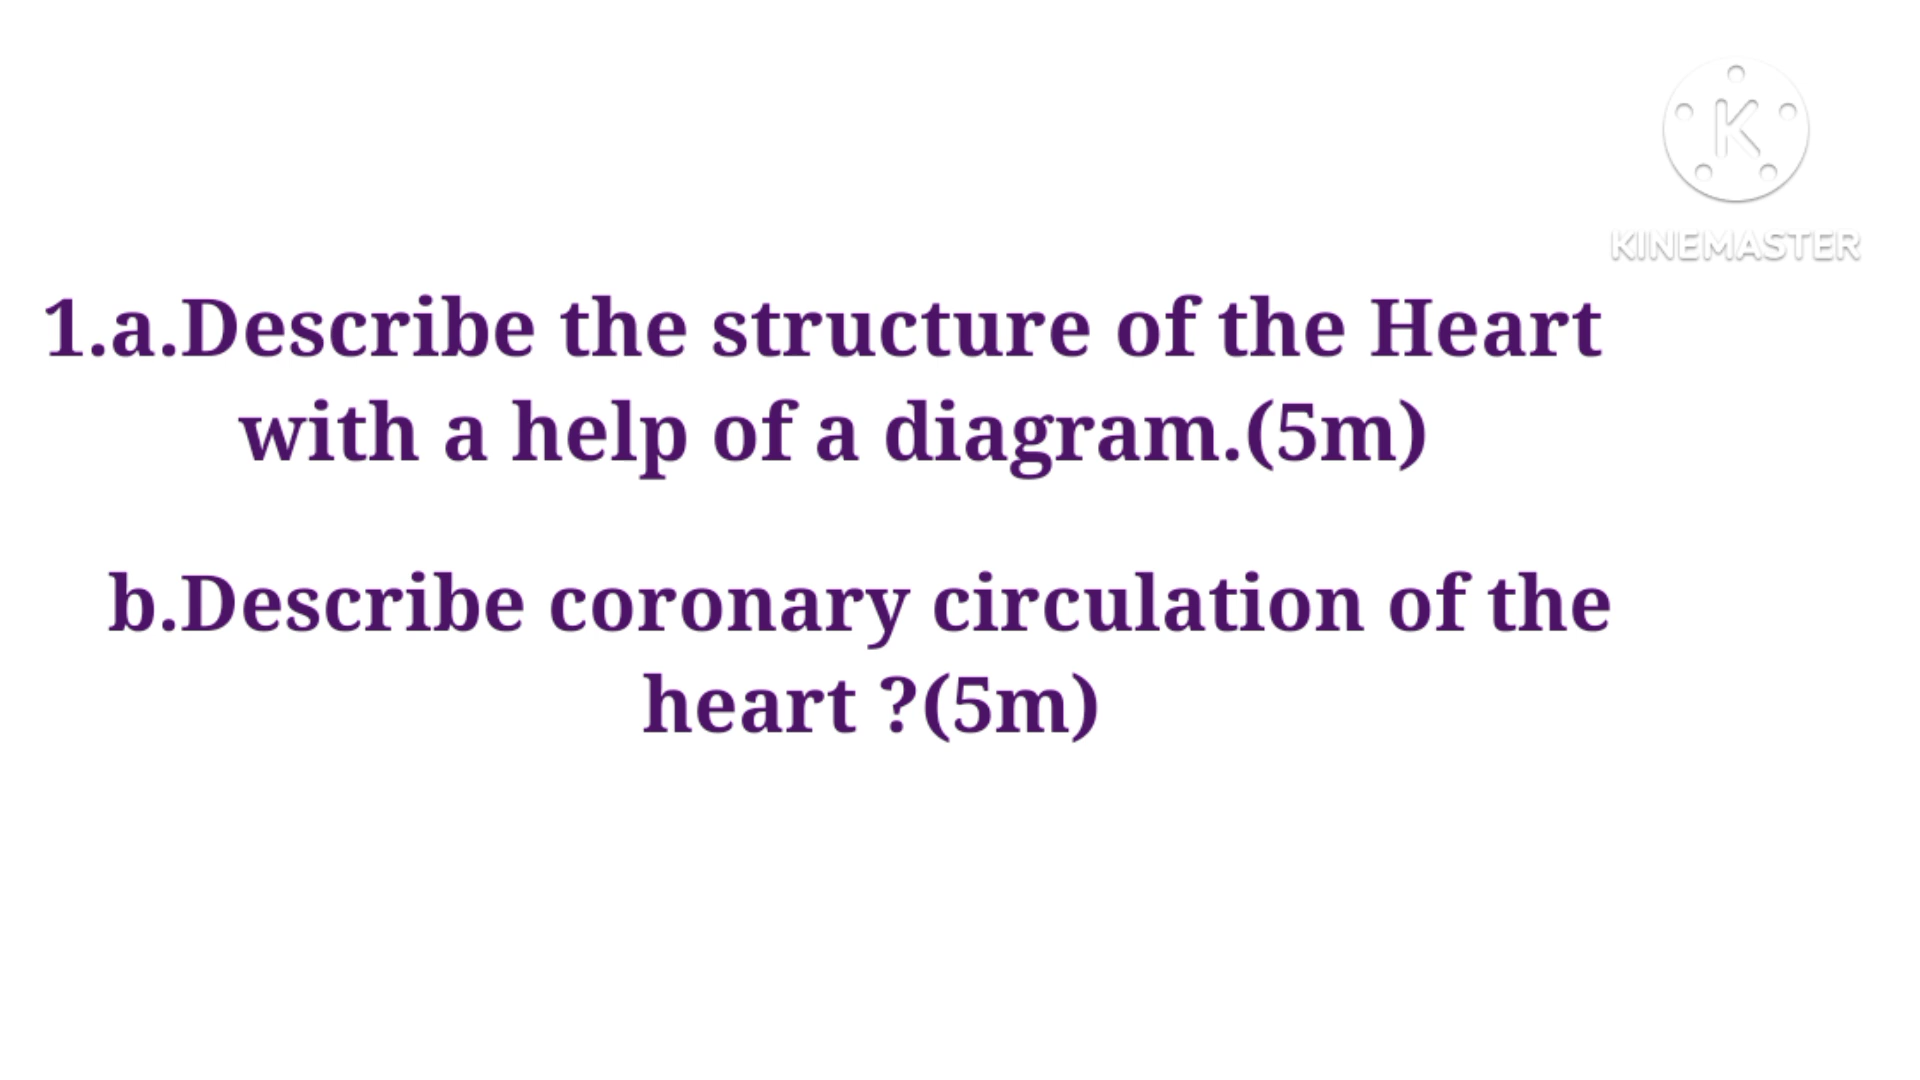 K
KINEMASTER
1.a.Describe the structure of the Heart
with a help of a diagram.(5m)
b.Describe coronary circulation of the
heart ?(5m)